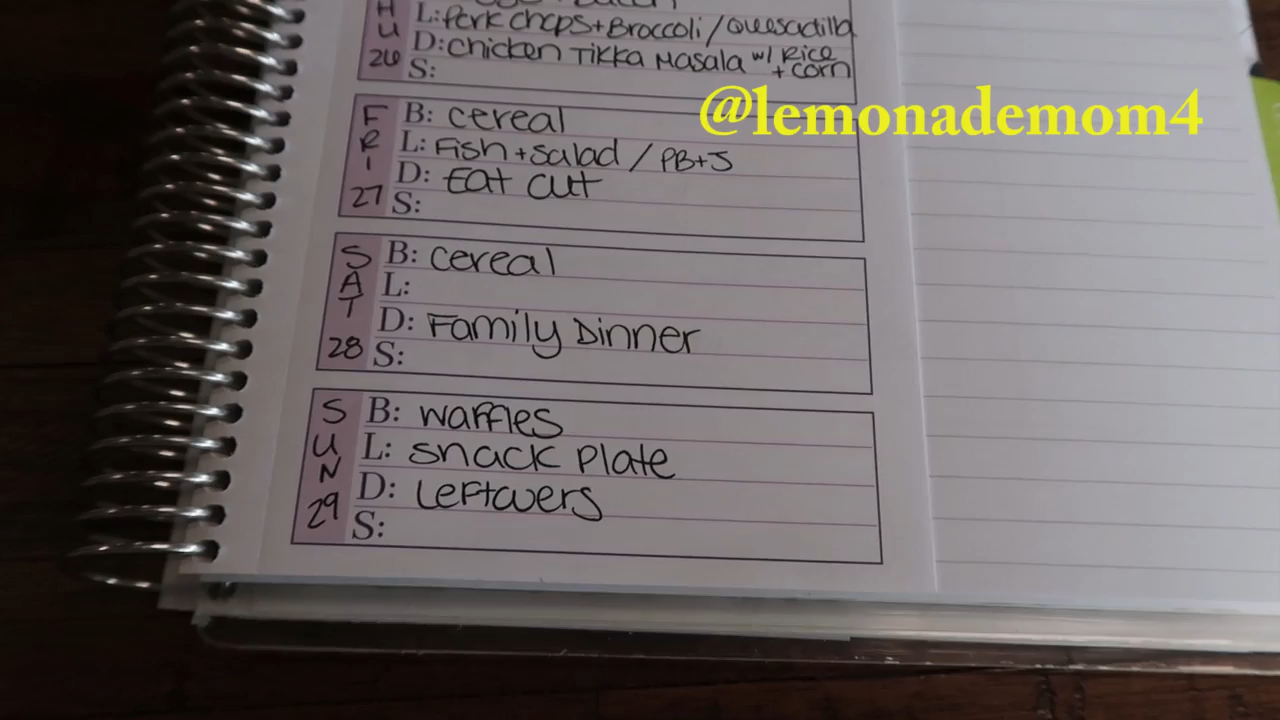 H L: Pork chops + Broccoli / Quesadilla
U D: Chicken Tikka Masala w/ Rice + corn
26 S:
@lemonademom4
F B: cereal
R L: Fish + salad / PB+J
I D: Eat out
27 S:
S B: cereal
A L:
T D: Family Dinner
28 S:
S B: waffles
U L: snack plate
N D: Leftovers
29 S: